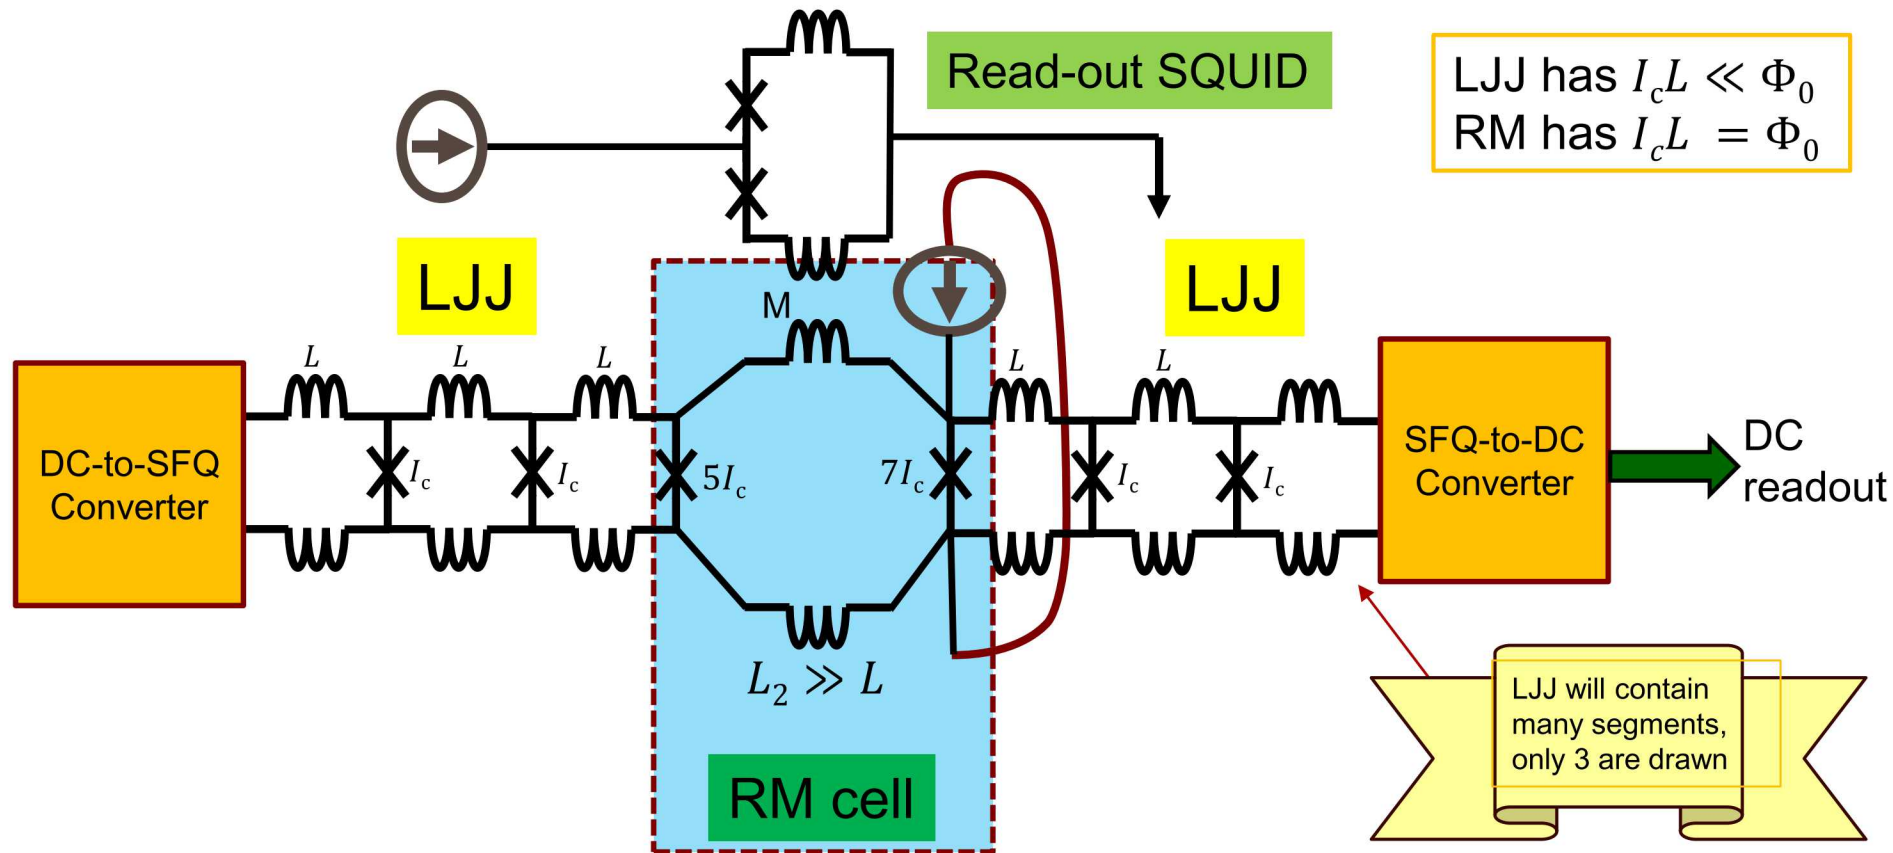 Read-out SQUID
LJJ has I_c L ≪ Φ_0
RM has I_c L = Φ_0
LJJ
LJJ
M
L
L
L
L
L
DC-to-SFQ
Converter
I_c
I_c
5I_c
7I_c
I_c
I_c
SFQ-to-DC
Converter
DC
readout
L_2 ≫ L
RM cell
LJJ will contain
many segments,
only 3 are drawn